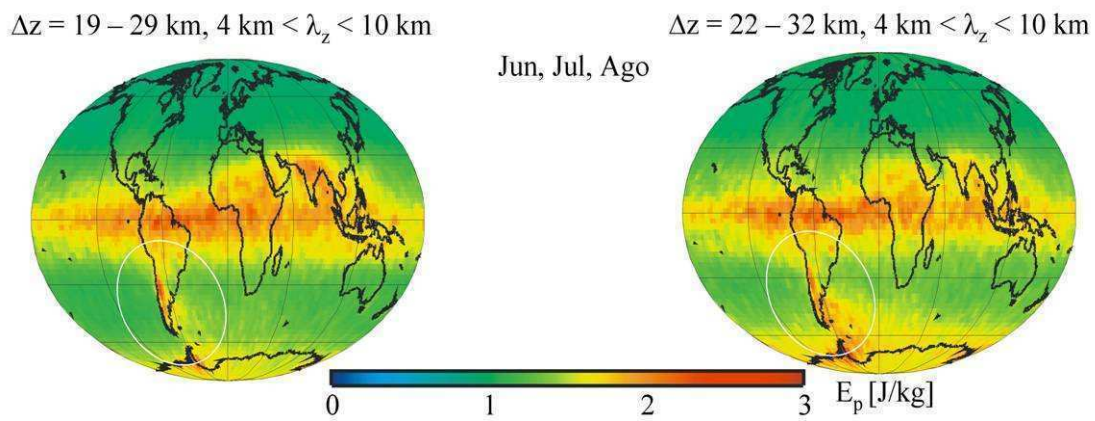 Δz = 19 – 29 km, 4 km < λz < 10 km
Δz = 22 – 32 km, 4 km < λz < 10 km
Jun, Jul, Ago
0 1 2 3 Ep [J/kg]